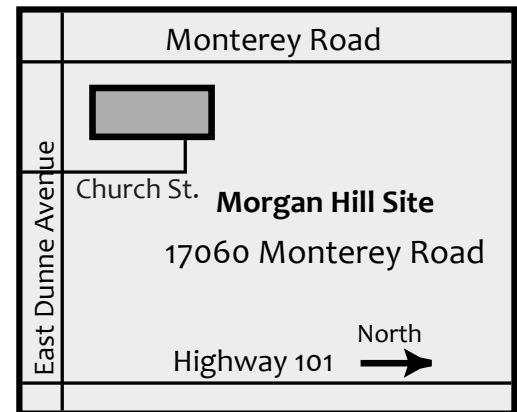 Monterey Road
East Dunne Avenue
Church St.
Morgan Hill Site
17060 Monterey Road
North
Highway 101